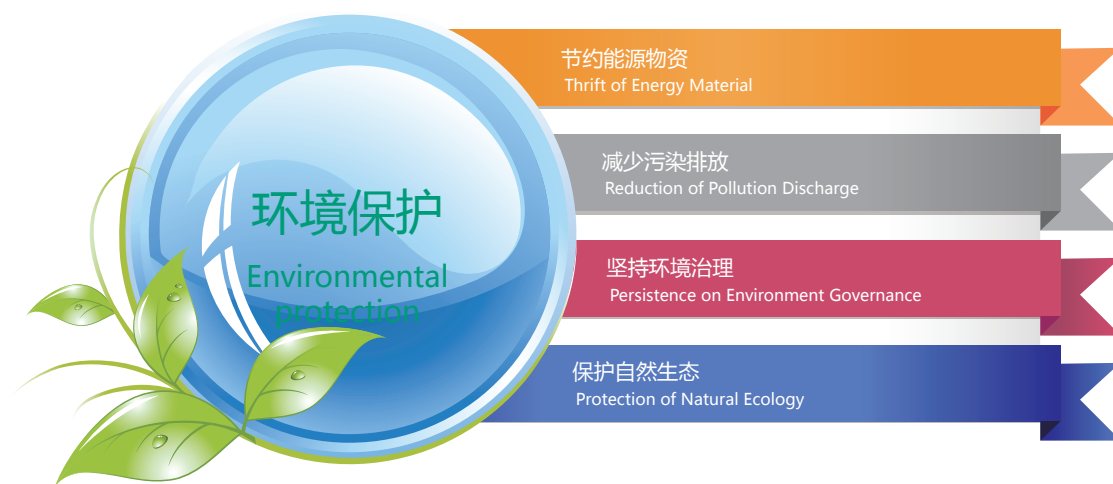 环境保护
Environmental
protection
节约能源物资
Thrift of Energy Material
减少污染排放
Reduction of Pollution Discharge
坚持环境治理
Persistence on Environment Governance
保护自然生态
Protection of Natural Ecology